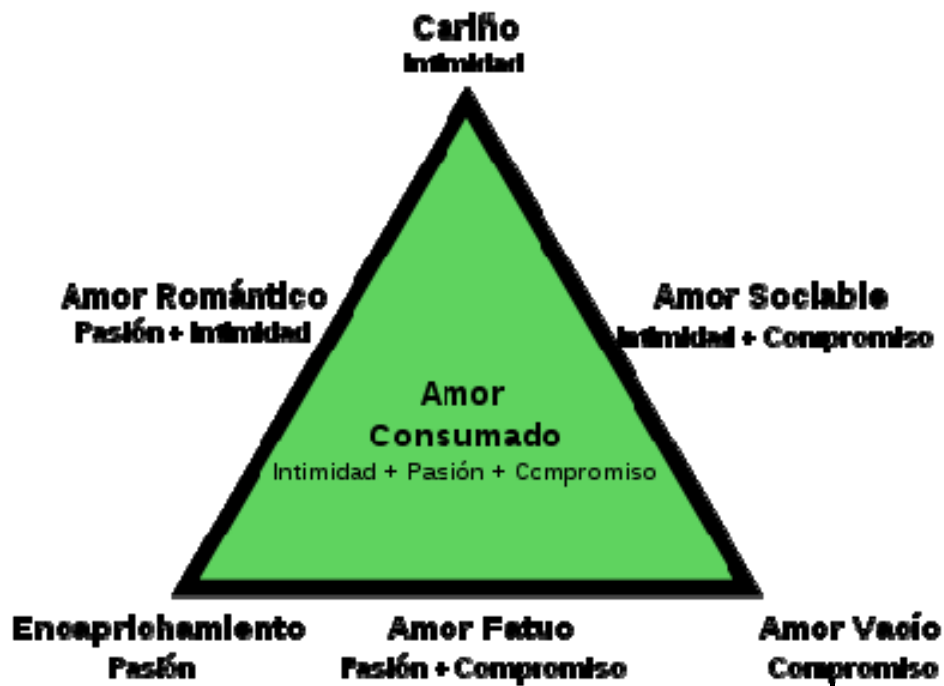 Cariño
Intimidad
Amor Romántico
Pasión + Intimidad
Amor Sociable
Intimidad + Compromiso
Amor
Consumado
Intimidad + Pasión + Compromiso
Encaprichamiento
Pasión
Amor Fatuo
Pasión + Compromiso
Amor Vacío
Compromiso